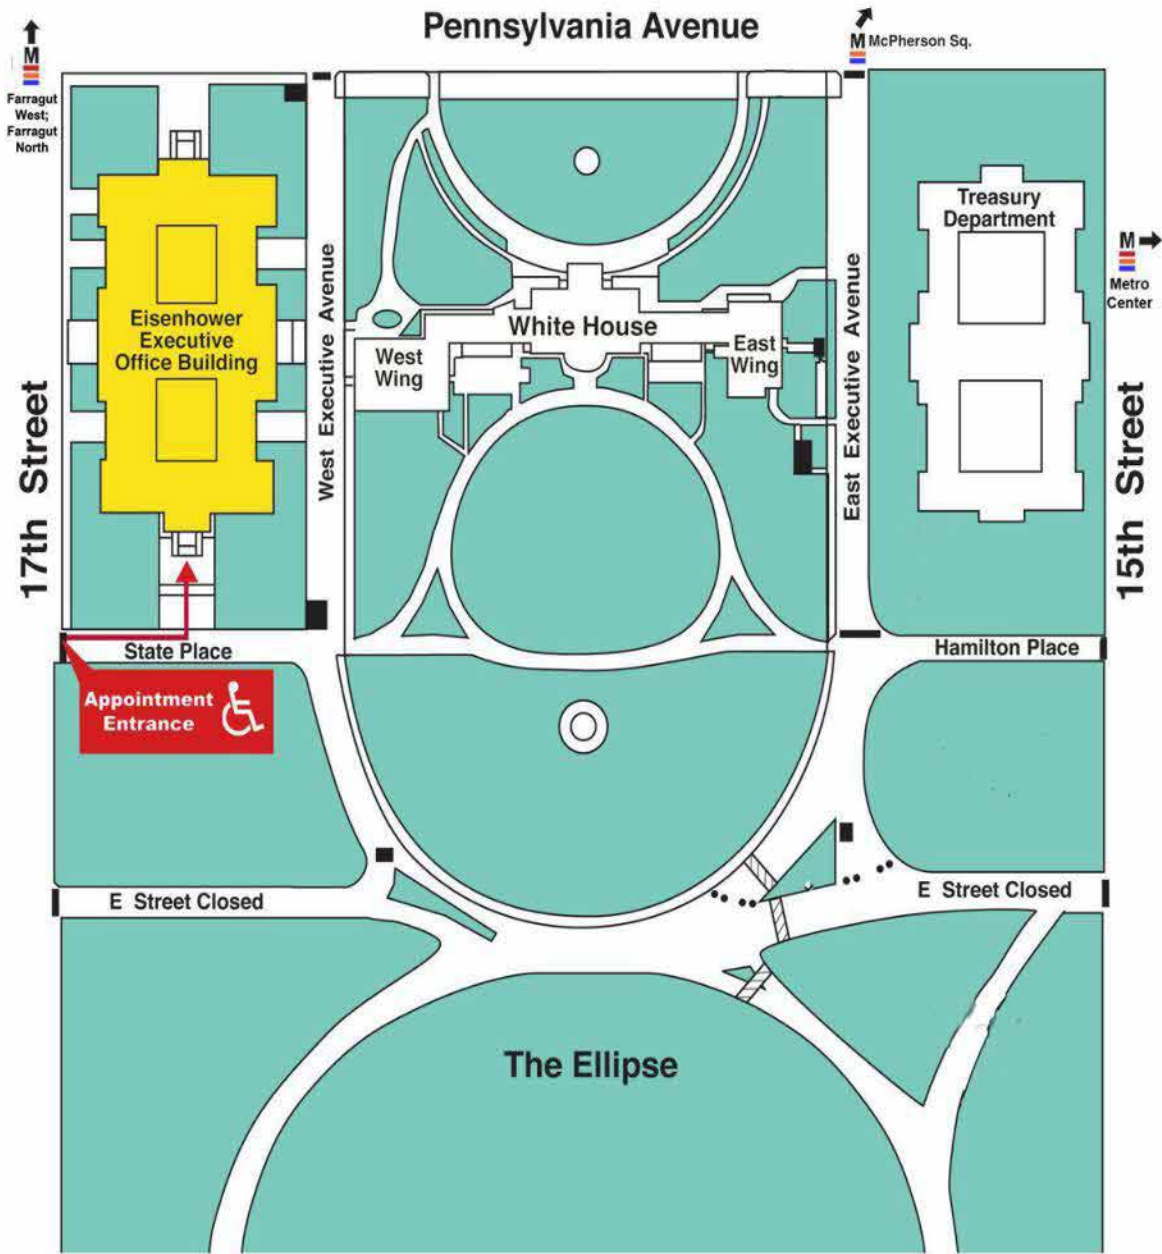 Pennsylvania Avenue
M
Farragut
West;
Farragut
North
M McPherson Sq.
Treasury
Department
M
Metro
Center
Eisenhower
Executive
Office Building
West Executive Avenue
White House
West
Wing
East
Wing
East Executive Avenue
17th Street
15th Street
State Place
Hamilton Place
Appointment
Entrance
E Street Closed
E Street Closed
The Ellipse